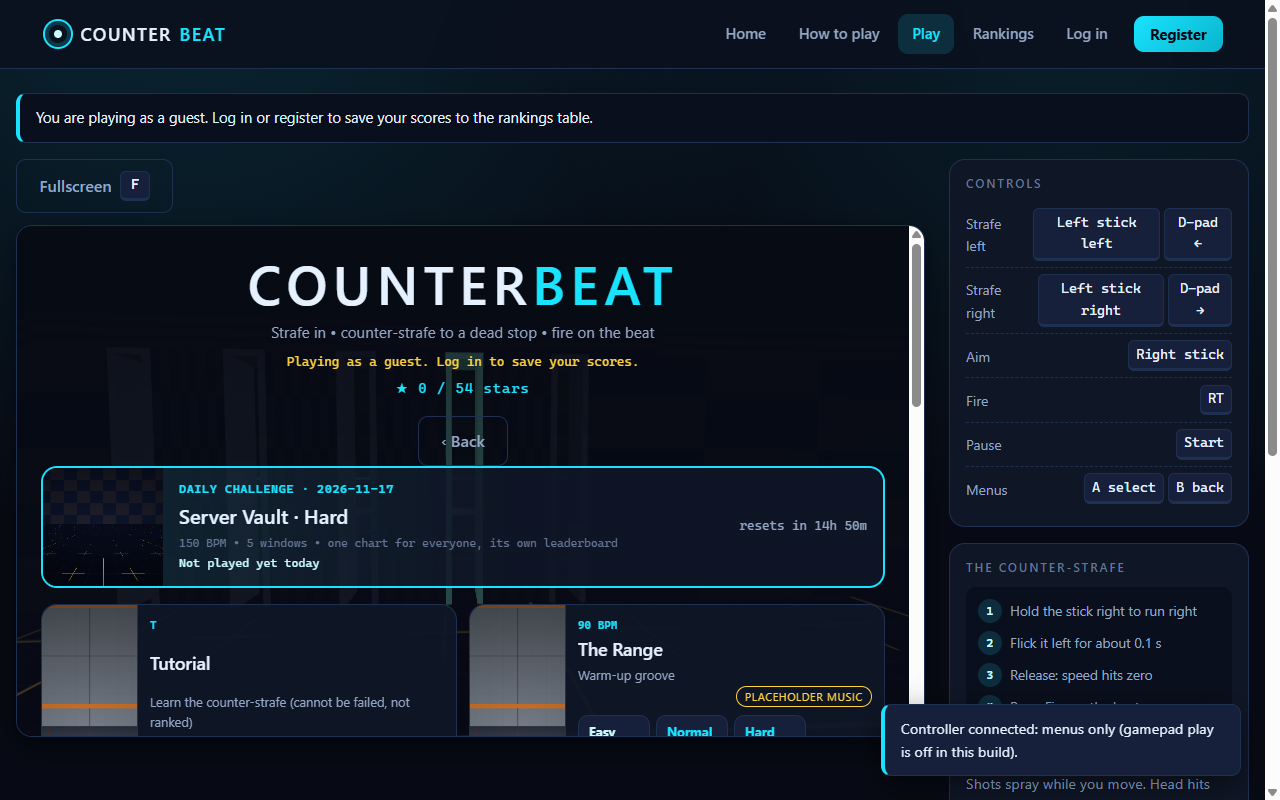 COUNTER BEAT
Home
How to play
Play
Rankings
Log in
Register
You are playing as a guest. Log in or register to save your scores to the rankings table.
Fullscreen F
COUNTERBEAT
Strafe in • counter-strafe to a dead stop • fire on the beat
Playing as a guest. Log in to save your scores.
★ 0 / 54 stars
‹ Back
DAILY CHALLENGE · 2026-11-17
Server Vault · Hard
150 BPM • 5 windows • one chart for everyone, its own leaderboard
Not played yet today
resets in 14h 50m
T
Tutorial
Learn the counter-strafe (cannot be failed, not
ranked)
90 BPM
The Range
Warm-up groove
PLACEHOLDER MUSIC
Easy
Normal
Hard
CONTROLS
Strafe
left
Left stick
left
D-pad
←
Strafe
right
Left stick
right
D-pad
→
Aim
Right stick
Fire
RT
Pause
Start
Menus
A select
B back
THE COUNTER-STRAFE
1 Hold the stick right to run right
2 Flick it left for about 0.1 s
3 Release: speed hits zero
Controller connected: menus only (gamepad play
is off in this build).
Shots spray while you move. Head hits